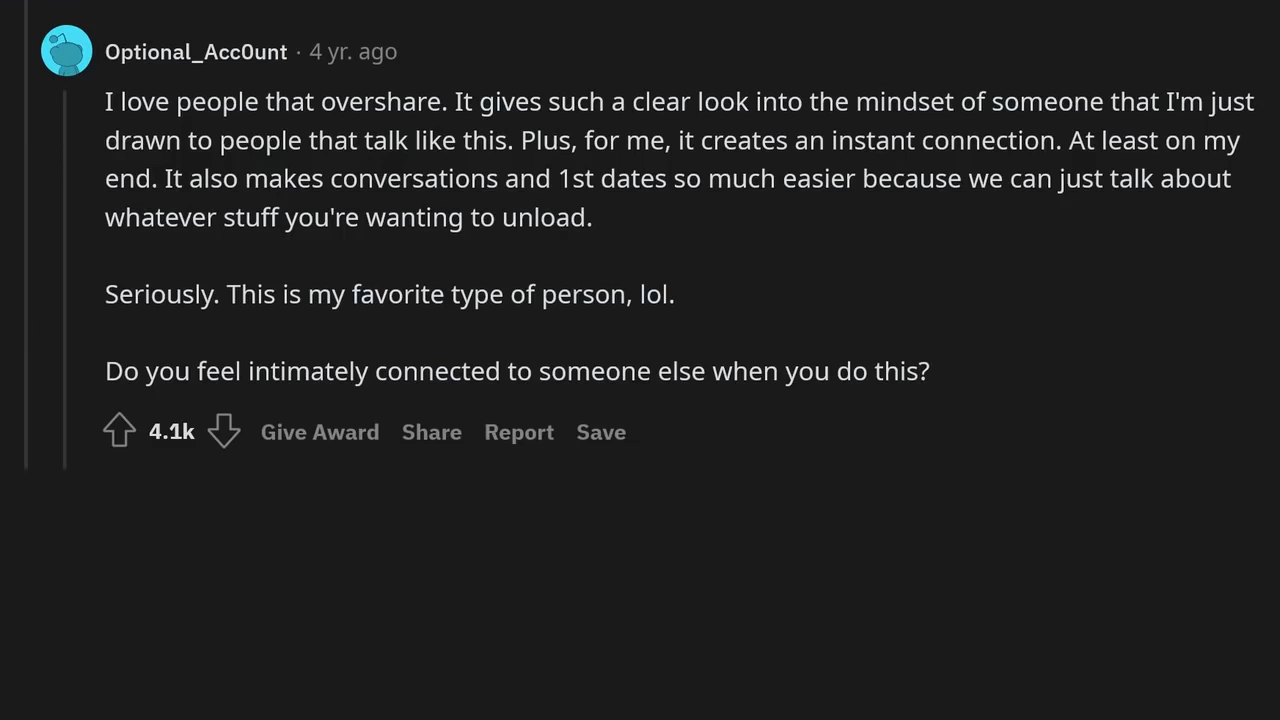 Optional_Acc0unt · 4 yr. ago
I love people that overshare. It gives such a clear look into the mindset of someone that I'm just
drawn to people that talk like this. Plus, for me, it creates an instant connection. At least on my
end. It also makes conversations and 1st dates so much easier because we can just talk about
whatever stuff you're wanting to unload.
Seriously. This is my favorite type of person, lol.
Do you feel intimately connected to someone else when you do this?
4.1k Give Award Share Report Save